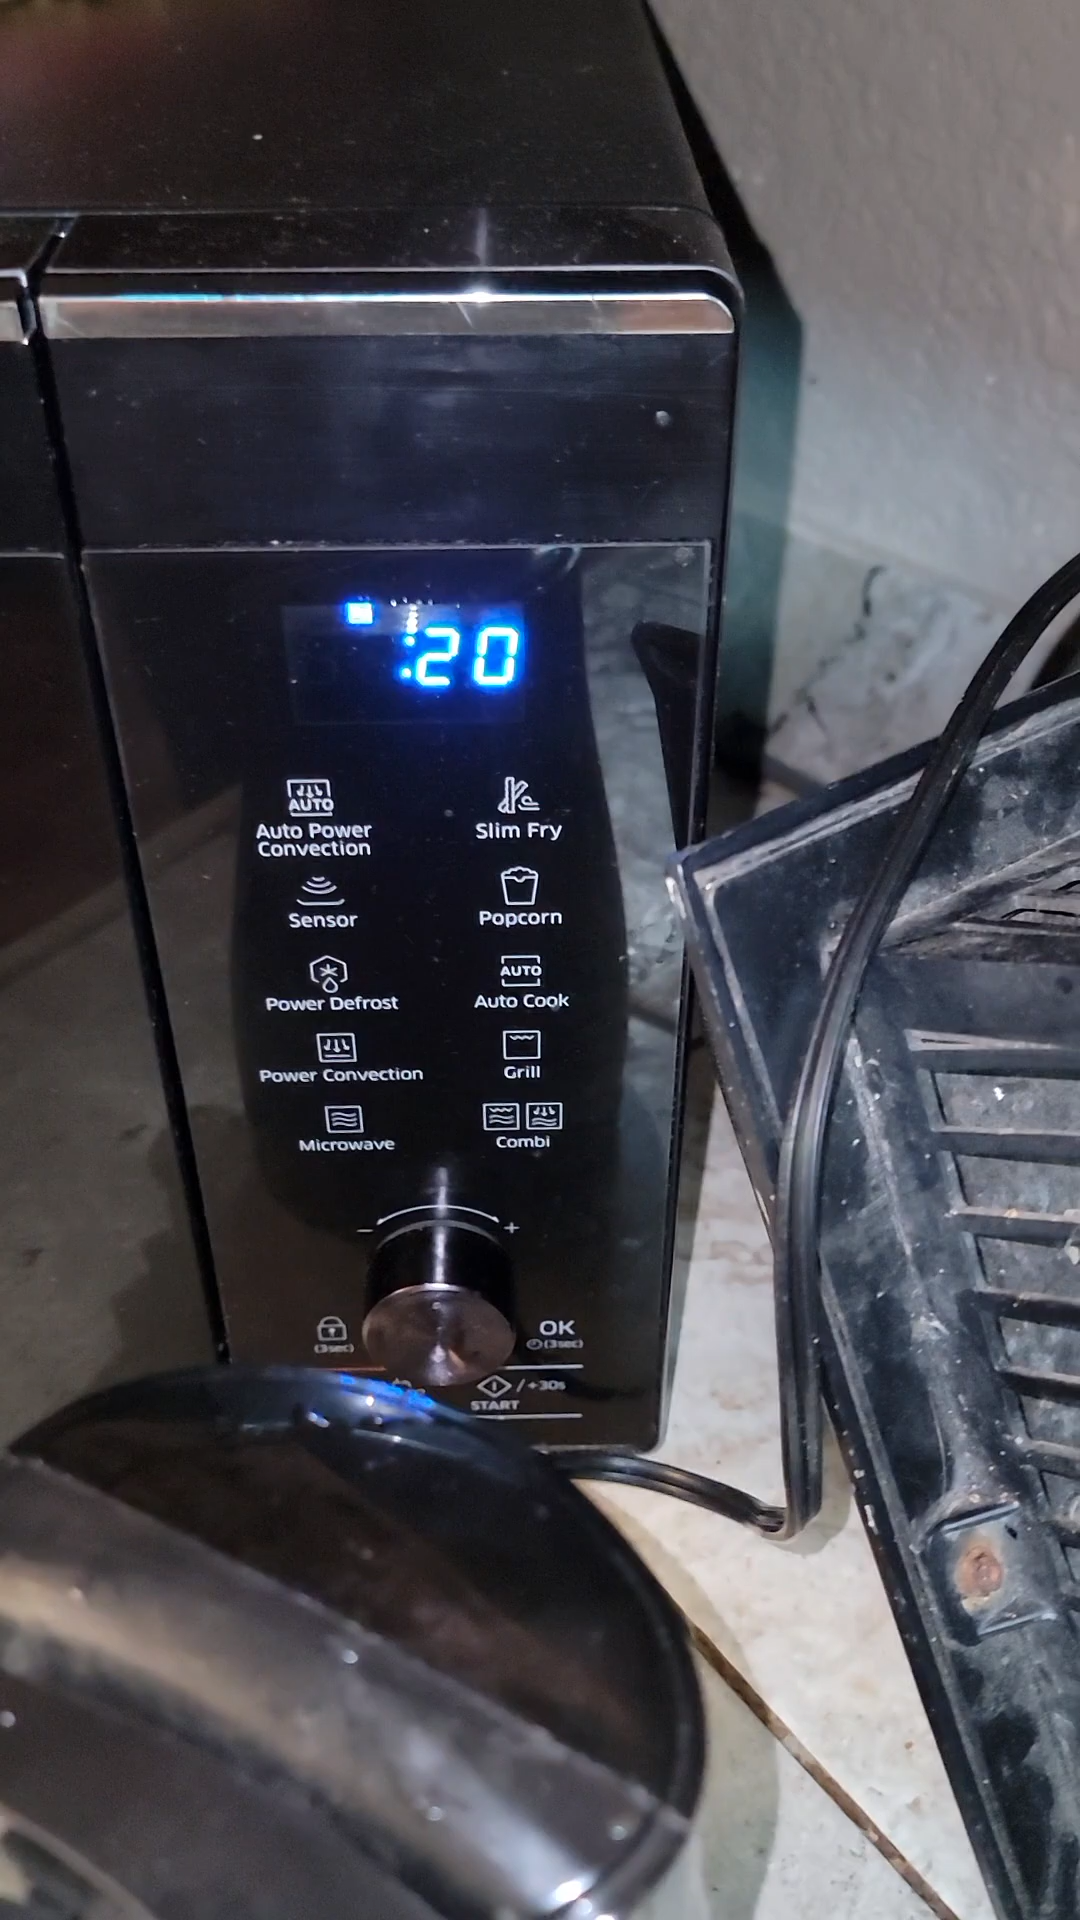 :20
AUTO
Auto Power
Convection
Slim Fry
Sensor
Popcorn
Power Defrost
AUTO
Auto Cook
Power Convection
Grill
Microwave
Combi
- +
(3sec)
OK
(3sec)
/+30s
START